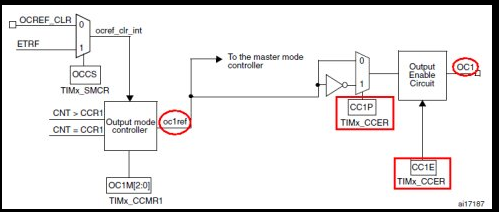 OCREF_CLR
0
ocref_clr_int
ETRF
1
OCCS
TIMx_SMCR
To the master mode
controller
0
1
Output
Enable
Circuit
OC1
CNT > CCR1
CNT = CCR1
Output mode
controller
oc1ref
CC1P
TIMx_CCER
OC1M[2:0]
TIMx_CCMR1
CC1E
TIMx_CCER
ai17187